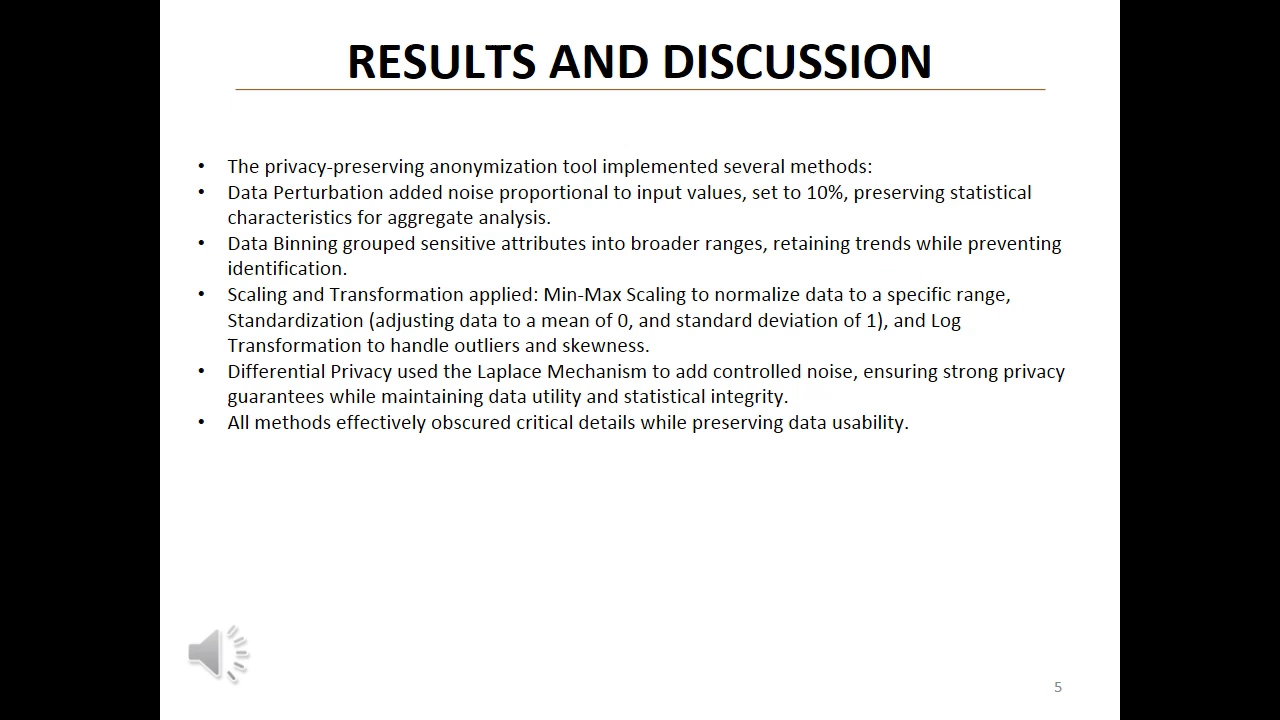 RESULTS AND DISCUSSION
• The privacy-preserving anonymization tool implemented several methods:
• Data Perturbation added noise proportional to input values, set to 10%, preserving statistical
characteristics for aggregate analysis.
• Data Binning grouped sensitive attributes into broader ranges, retaining trends while preventing
identification.
• Scaling and Transformation applied: Min-Max Scaling to normalize data to a specific range,
Standardization (adjusting data to a mean of 0, and standard deviation of 1), and Log
Transformation to handle outliers and skewness.
• Differential Privacy used the Laplace Mechanism to add controlled noise, ensuring strong privacy
guarantees while maintaining data utility and statistical integrity.
• All methods effectively obscured critical details while preserving data usability.
5